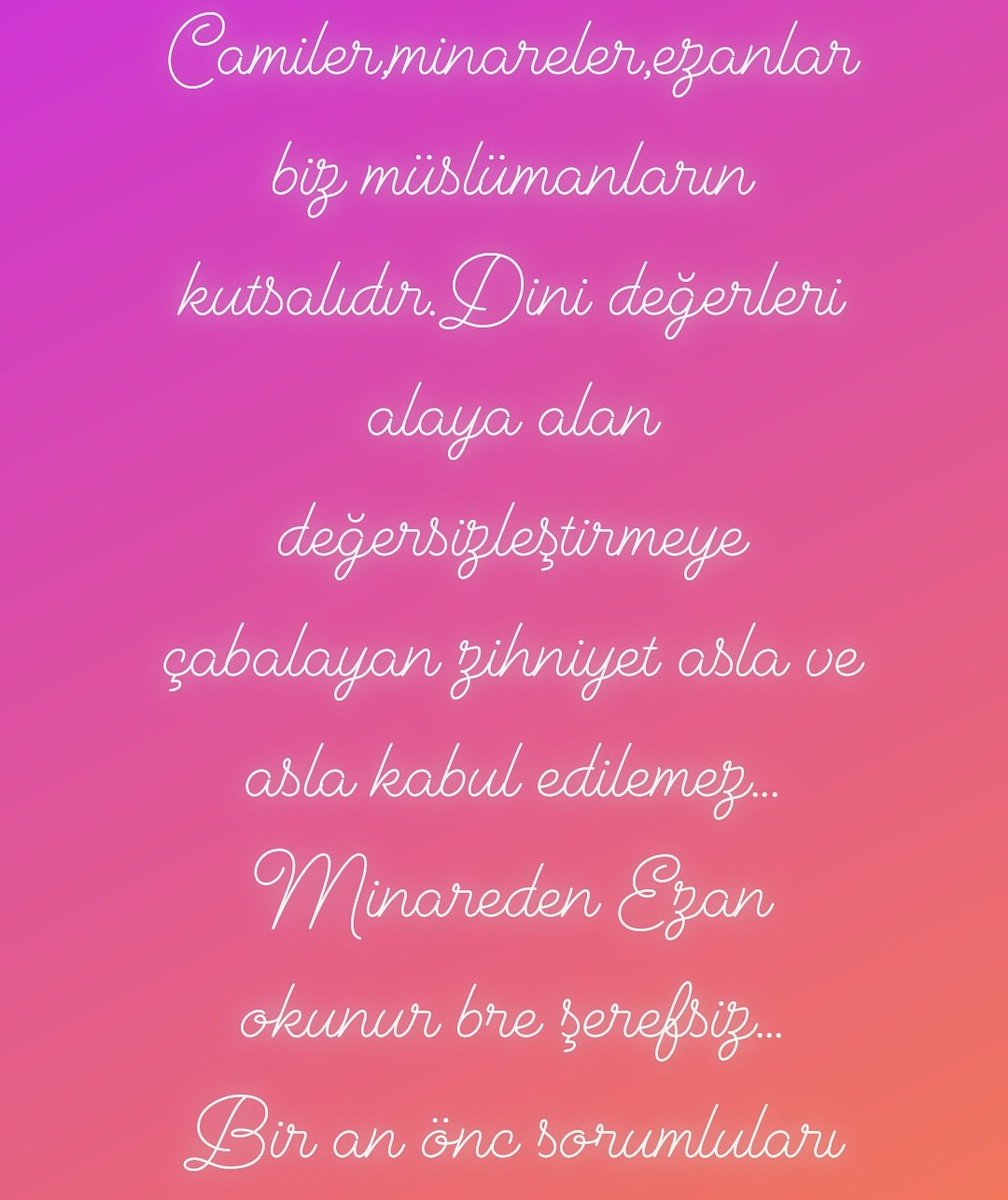 Camiler,minareler,ezanlar
biz müslümanların
kutsalıdır.Dini değerleri
alaya alan
değersizleştirmeye
çabalayan zihniyet asla ve
asla kabul edilemez...
Minareden Ezan
okunur bre şerefsiz...
Bir an önc sorumluları